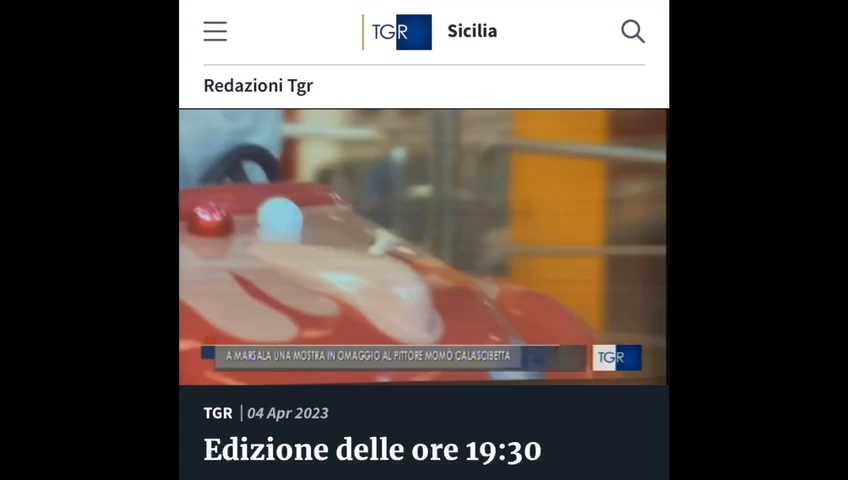 TGR Sicilia
Redazioni Tgr
A MARSALA UNA MOSTRA IN OMAGGIO AL PITTORE MOMÒ CALASCIBETTA
TGR
TGR | 04 Apr 2023
Edizione delle ore 19:30